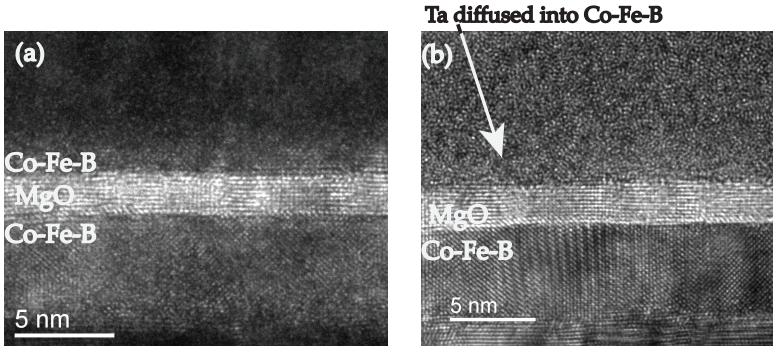 Ta diffused into Co-Fe-B
(a)
Co-Fe-B
MgO
Co-Fe-B
5 nm
(b)
MgO
Co-Fe-B
5 nm